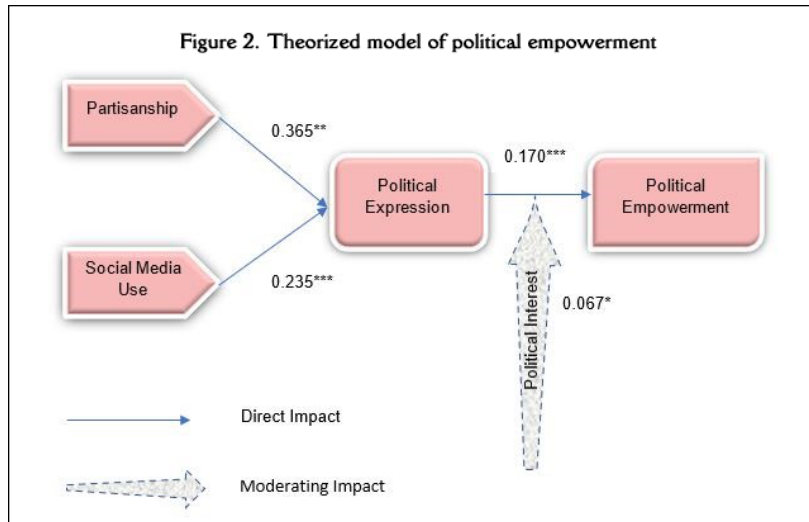 Figure 2. Theorized model of political empowerment
Partisanship
0.365**
Political
Expression
0.170***
Political
Empowerment
Social Media
Use
0.235***
Political Interest
0.067*
Direct Impact
Moderating Impact